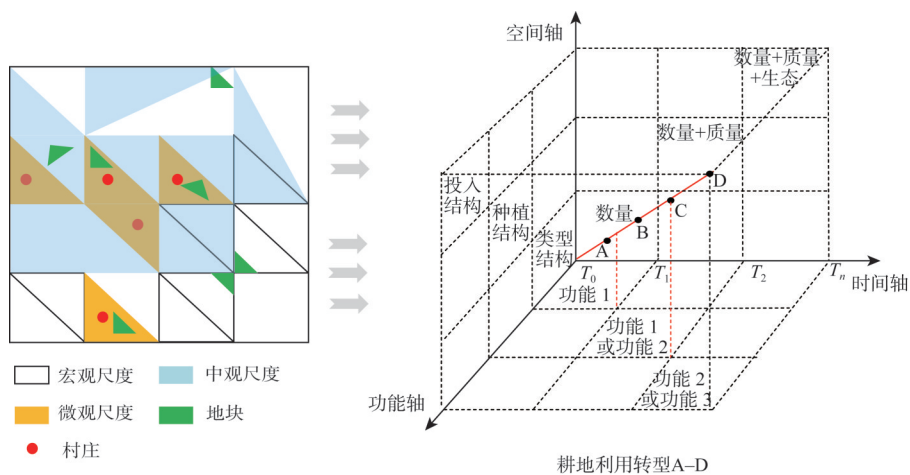 宏观尺度
中观尺度
微观尺度
地块
村庄
空间轴
数量+质量
+生态
数量+质量
投入
结构
种植
结构
类型
结构
数量
A
B
C
D
T0
T1
T2
Tn
时间轴
功能 1
功能 1
或功能 2
功能 2
或功能 3
功能轴
耕地利用转型A–D